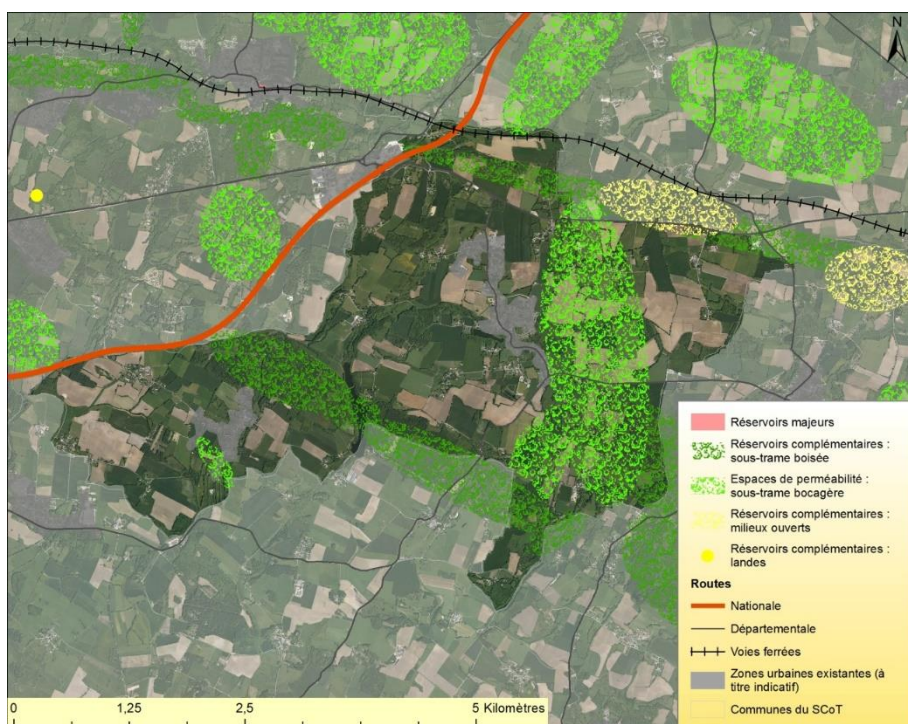 N
Réservoirs majeurs
Réservoirs complémentaires :
sous-trame boisée
Espaces de perméabilité :
sous-trame bocagère
Réservoirs complémentaires :
milieux ouverts
Réservoirs complémentaires :
landes
Routes
Nationale
Départementale
Voies ferrées
Zones urbaines existantes (à
titre indicatif)
Communes du SCoT
0 1,25 2,5 5 Kilomètres